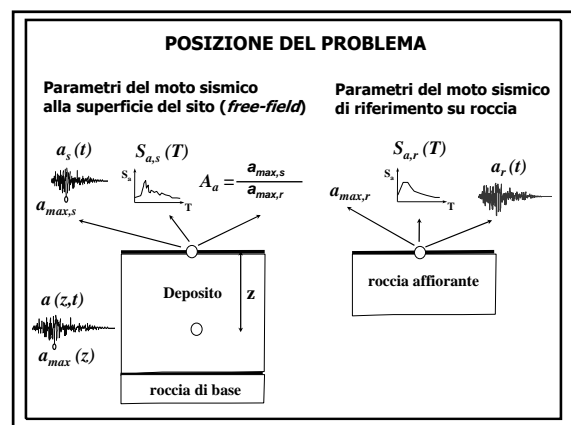 POSIZIONE DEL PROBLEMA
Parametri del moto sismico
alla superficie del sito (free-field)
a_s (t)
S_a,s (T)
S_a
T
a_max,s
A_a = a_max,s / a_max,r
Parametri del moto sismico
di riferimento su roccia
S_a,r (T)
a_r (t)
S_a
T
a_max,r
Deposito
z
a (z,t)
a_max (z)
roccia di base
roccia affiorante